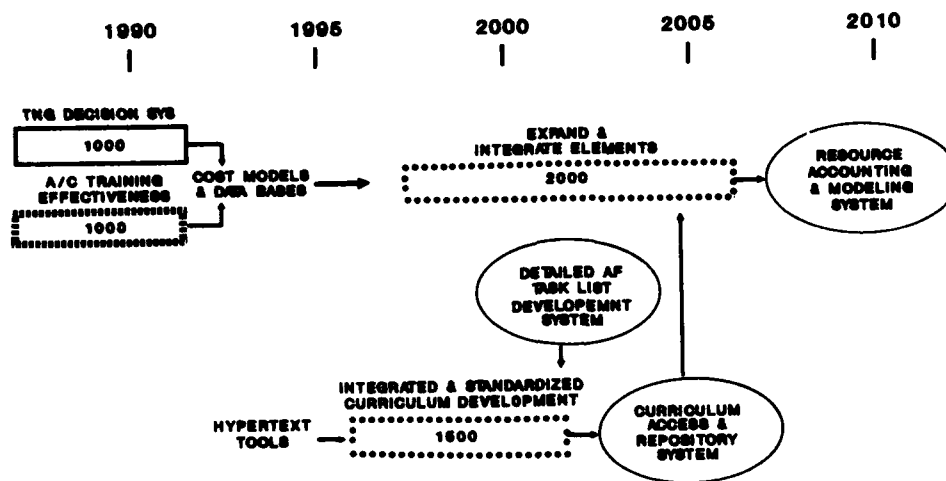 1990 1995 2000 2005 2010
TNG DECISION SYS
1000
A/C TRAINING
EFFECTIVENESS
1000
COST MODELS
& DATA BASES
EXPAND &
INTEGRATE ELEMENTS
2000
RESOURCE
ACCOUNTING
& MODELING
SYSTEM
DETAILED AF
TASK LIST
DEVELOPEMNT
SYSTEM
INTEGRATED & STANDARDIZED
CURRICULUM DEVELOPMENT
HYPERTEXT
TOOLS
1500
CURRICULUM
ACCESS &
REPOSITORY
SYSTEM